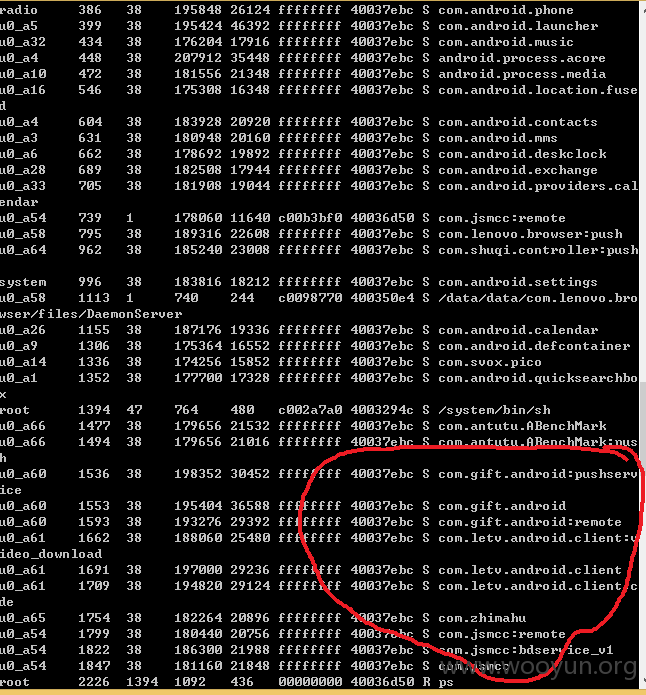 radio 386 38 195848 26124 ffffffff 40037ebc S com.android.phone
u0_a5 399 38 195424 46392 ffffffff 40037ebc S com.android.launcher
u0_a32 434 38 176204 17916 ffffffff 40037ebc S com.android.music
u0_a4 448 38 207912 35448 ffffffff 40037ebc S android.process.acore
u0_a10 472 38 181556 21348 ffffffff 40037ebc S android.process.media
u0_a16 546 38 175308 16348 ffffffff 40037ebc S com.android.location.fuse
d
u0_a4 604 38 183928 20920 ffffffff 40037ebc S com.android.contacts
u0_a3 631 38 180948 20160 ffffffff 40037ebc S com.android.mms
u0_a6 662 38 178692 19892 ffffffff 40037ebc S com.android.deskclock
u0_a28 689 38 182508 17944 ffffffff 40037ebc S com.android.exchange
u0_a33 705 38 181908 19044 ffffffff 40037ebc S com.android.providers.cal
endar
u0_a54 739 1 178060 11640 c00b3bf0 40036d50 S com.jsmcc:remote
u0_a58 795 38 189316 22608 ffffffff 40037ebc S com.lenovo.browser:push
u0_a64 962 38 185240 23008 ffffffff 40037ebc S com.shuqi.controller:push
system 996 38 183816 18212 ffffffff 40037ebc S com.android.settings
u0_a58 1113 1 740 244 c0098770 400350e4 S /data/data/com.lenovo.bro
wser/files/DaemonServer
u0_a26 1155 38 187176 19336 ffffffff 40037ebc S com.android.calendar
u0_a9 1306 38 175364 16552 ffffffff 40037ebc S com.android.defcontainer
u0_a14 1336 38 174256 15852 ffffffff 40037ebc S com.svox.pico
u0_a1 1352 38 177700 17328 ffffffff 40037ebc S com.android.quicksearchbo
x
root 1394 47 764 480 c002a7a0 4003294c S /system/bin/sh
u0_a66 1477 38 179656 21532 ffffffff 40037ebc S com.antutu.ABenchMark
u0_a66 1494 38 179656 21016 ffffffff 40037ebc S com.antutu.ABenchMark:pus
h
u0_a60 1536 38 198352 30452 ffffffff 40037ebc S com.gift.android:pushserv
ice
u0_a60 1553 38 195404 36588 ffffffff 40037ebc S com.gift.android
u0_a60 1593 38 193276 29392 ffffffff 40037ebc S com.gift.android:remote
u0_a61 1662 38 188060 25480 ffffffff 40037ebc S com.letv.android.client:v
ideo_download
u0_a61 1691 38 197000 29236 ffffffff 40037ebc S com.letv.android.client
u0_a61 1709 38 194820 29124 ffffffff 40037ebc S com.letv.android.client:c
de
u0_a65 1754 38 182264 20896 ffffffff 40037ebc S com.zhimahu
u0_a54 1799 38 180440 20756 ffffffff 40037ebc S com.jsmcc:remote
u0_a54 1822 38 186300 21988 ffffffff 40037ebc S com.jsmcc:bdservice_v1
u0_a54 1847 38 181160 21848 ffffffff 40037ebc S com.jsmcc
root 2226 1394 1092 436 00000000 40036d50 R ps
www.wooyun.org